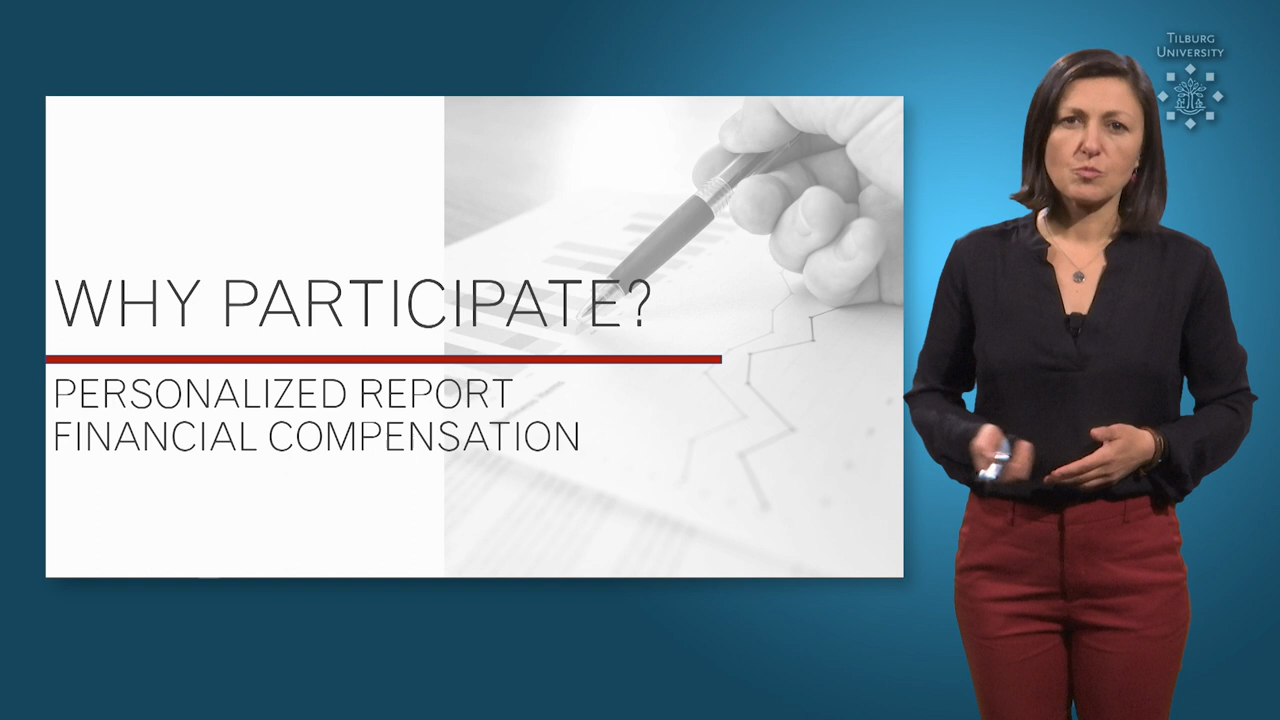 WHY PARTICIPATE?
PERSONALIZED REPORT
FINANCIAL COMPENSATION
TILBURG
UNIVERSITY